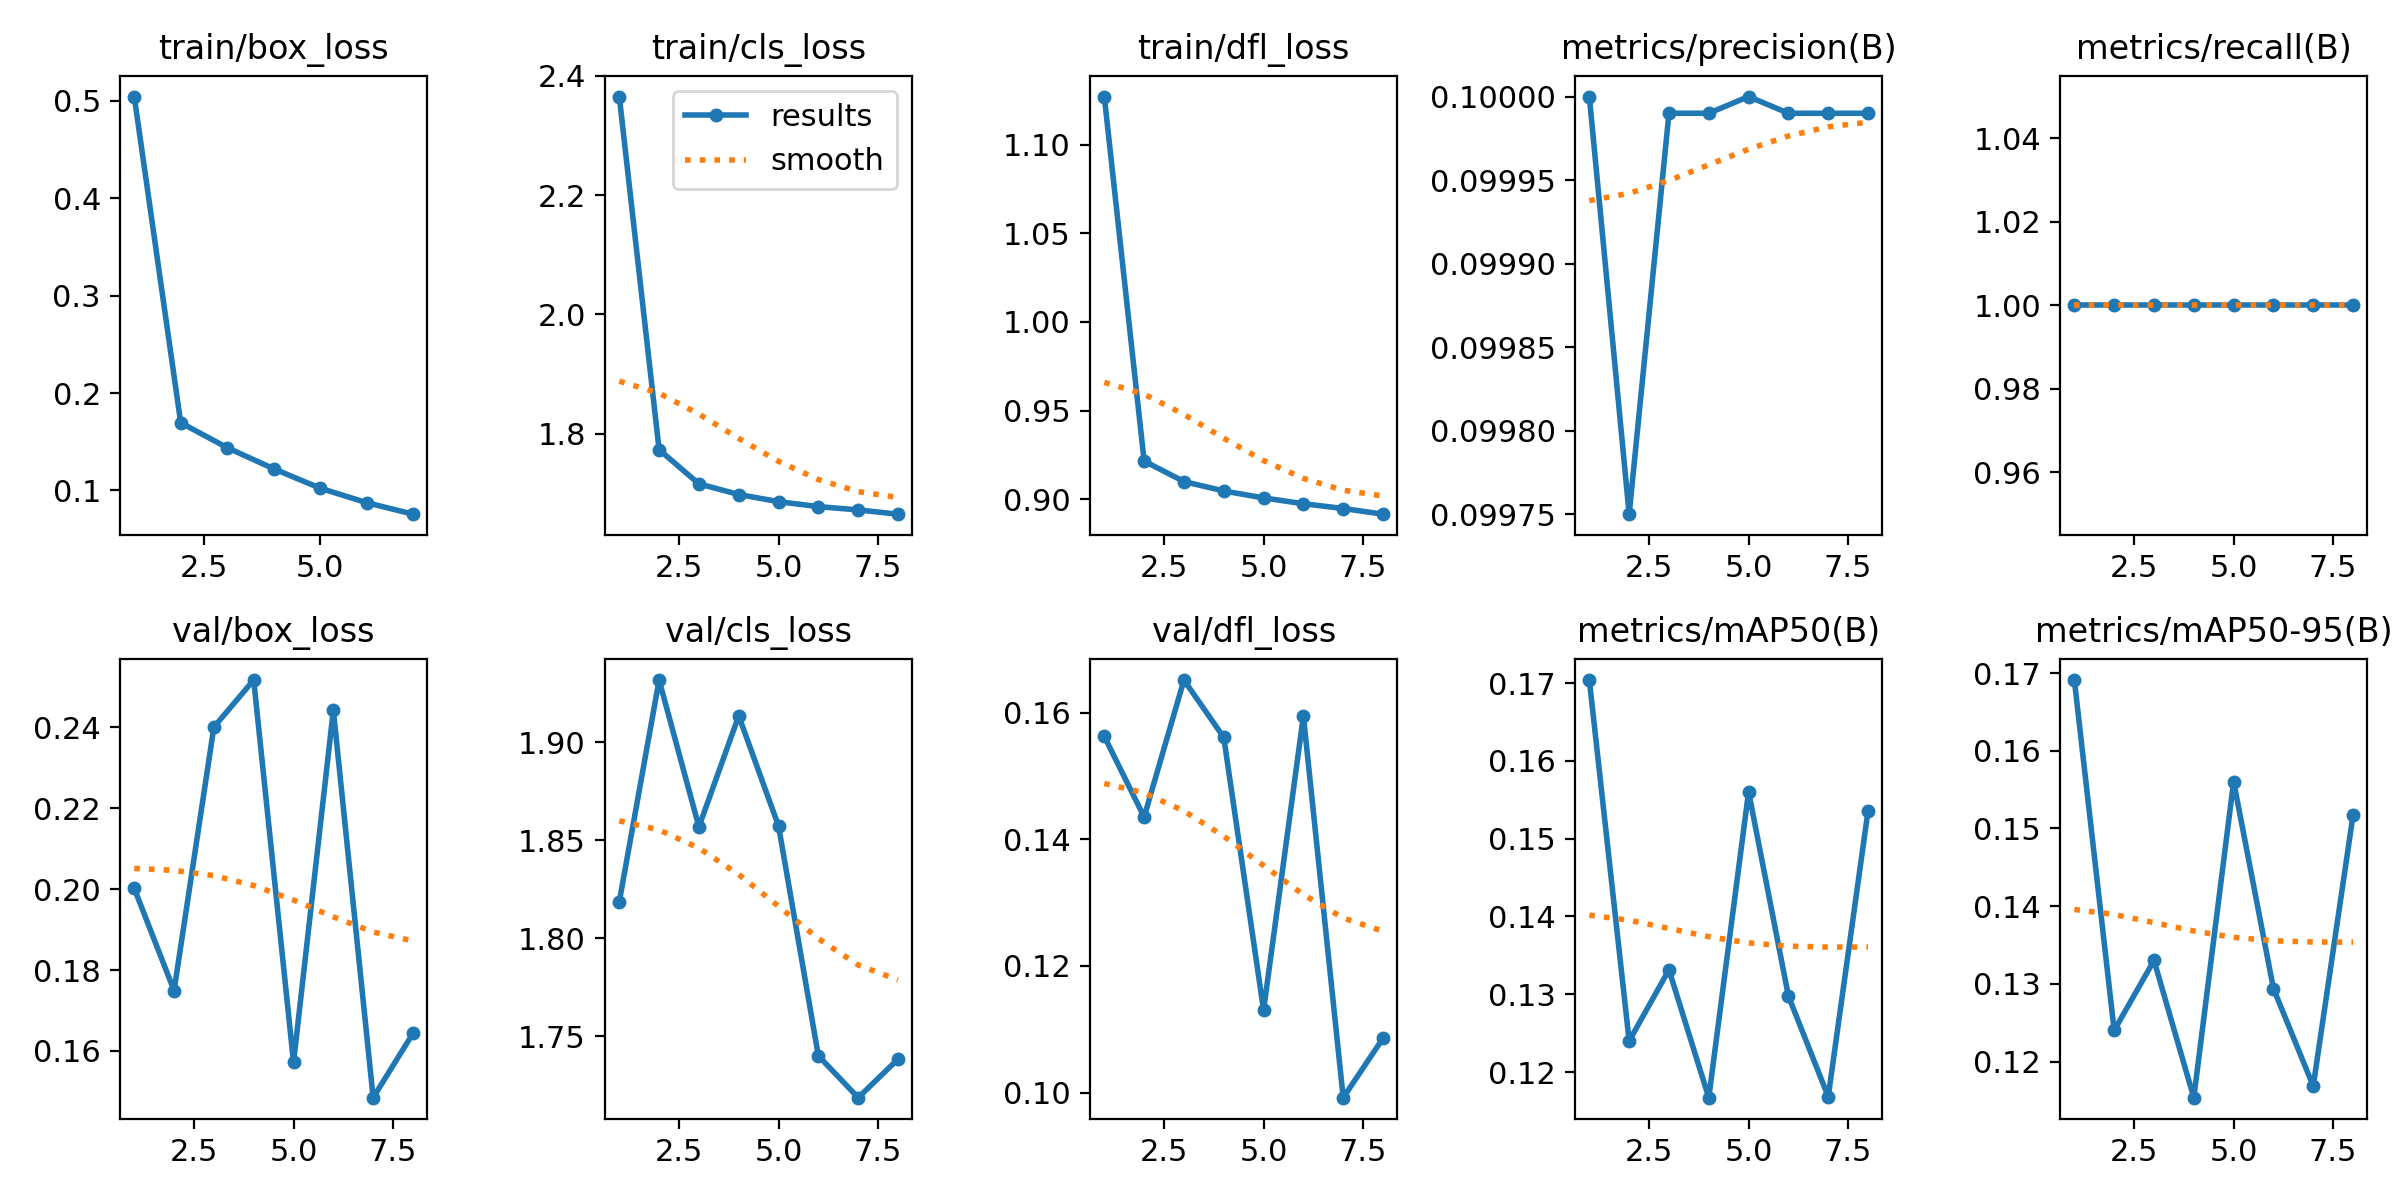 train/box_loss
0.5
0.4
0.3
0.2
0.1
2.5 5.0
train/cls_loss
2.4
2.2
2.0
1.8
results
smooth
2.5 5.0 7.5
train/dfl_loss
1.10
1.05
1.00
0.95
0.90
2.5 5.0 7.5
metrics/precision(B)
0.10000
0.09995
0.09990
0.09985
0.09980
0.09975
2.5 5.0 7.5
metrics/recall(B)
1.04
1.02
1.00
0.98
0.96
2.5 5.0 7.5
val/box_loss
0.24
0.22
0.20
0.18
0.16
2.5 5.0 7.5
val/cls_loss
1.90
1.85
1.80
1.75
2.5 5.0 7.5
val/dfl_loss
0.16
0.14
0.12
0.10
2.5 5.0 7.5
metrics/mAP50(B)
0.17
0.16
0.15
0.14
0.13
0.12
2.5 5.0 7.5
metrics/mAP50-95(B)
0.17
0.16
0.15
0.14
0.13
0.12
2.5 5.0 7.5